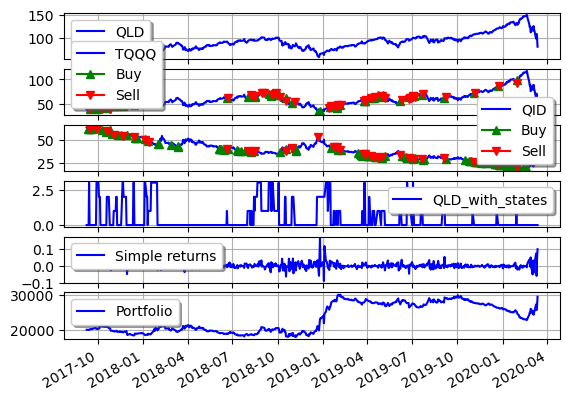 150
100
QLD
TQQQ
Buy
Sell
100
50
QID
Buy
Sell
50
25
2.5
0.0
QLD_with_states
0.1
0.0
−0.1
Simple returns
30000
20000
Portfolio
2017-10
2018-01
2018-04
2018-07
2018-10
2019-01
2019-04
2019-07
2019-10
2020-01
2020-04